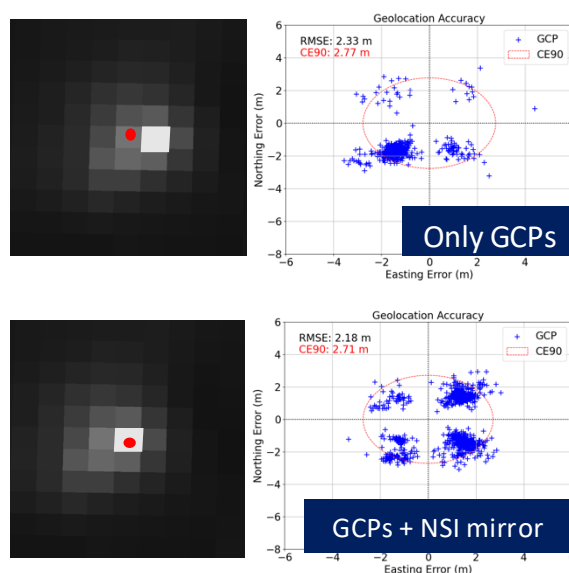 Geolocation Accuracy
RMSE: 2.33 m
CE90: 2.77 m
GCP
CE90
6
4
2
0
−2
−4
−6
−8
Northing Error (m)
−6
−4
−2
0
2
4
Easting Error (m)
Only GCPs
Geolocation Accuracy
RMSE: 2.18 m
CE90: 2.71 m
GCP
CE90
6
4
2
0
−2
−4
−6
−8
Northing Error (m)
−6
−4
−2
0
2
4
Easting Error (m)
GCPs + NSI mirror